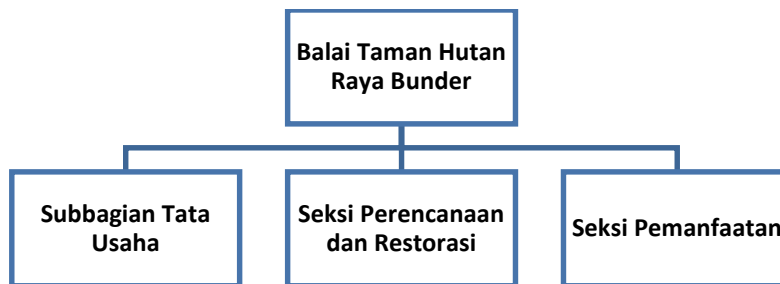 Balai Taman Hutan
Raya Bunder
Subbagian Tata
Usaha
Seksi Perencanaan
dan Restorasi
Seksi Pemanfaatan